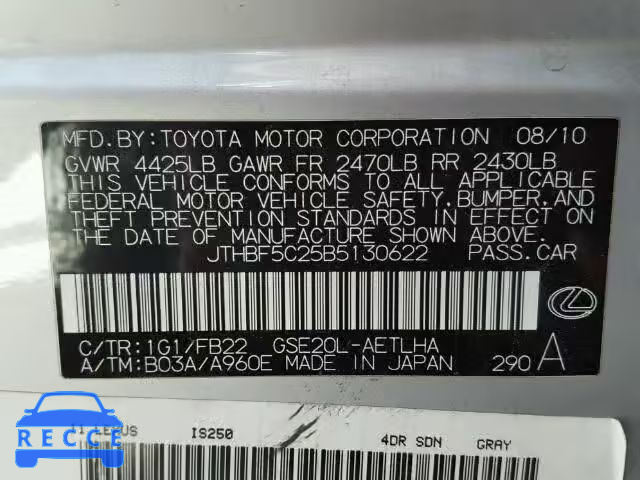 MFD.BY:TOYOTA MOTOR CORPORATION 08/10
GVWR 4425LB GAWR FR 2470LB RR 2430LB
THIS VEHICLE CONFORMS TO ALL APPLICABLE
FEDERAL MOTOR VEHICLE SAFETY,BUMPER,AND
THEFT PREVENTION STANDARDS IN EFFECT ON
THE DATE OF MANUFACTURE SHOWN ABOVE.
JTHBF5C25B5130622 PASS.CAR
C/TR:1G1/FB22 GSE20L-AETLHA
A/TM:B03A/A960E MADE IN JAPAN 290 A
11 LEXUS IS250 4DR SDN GRAY